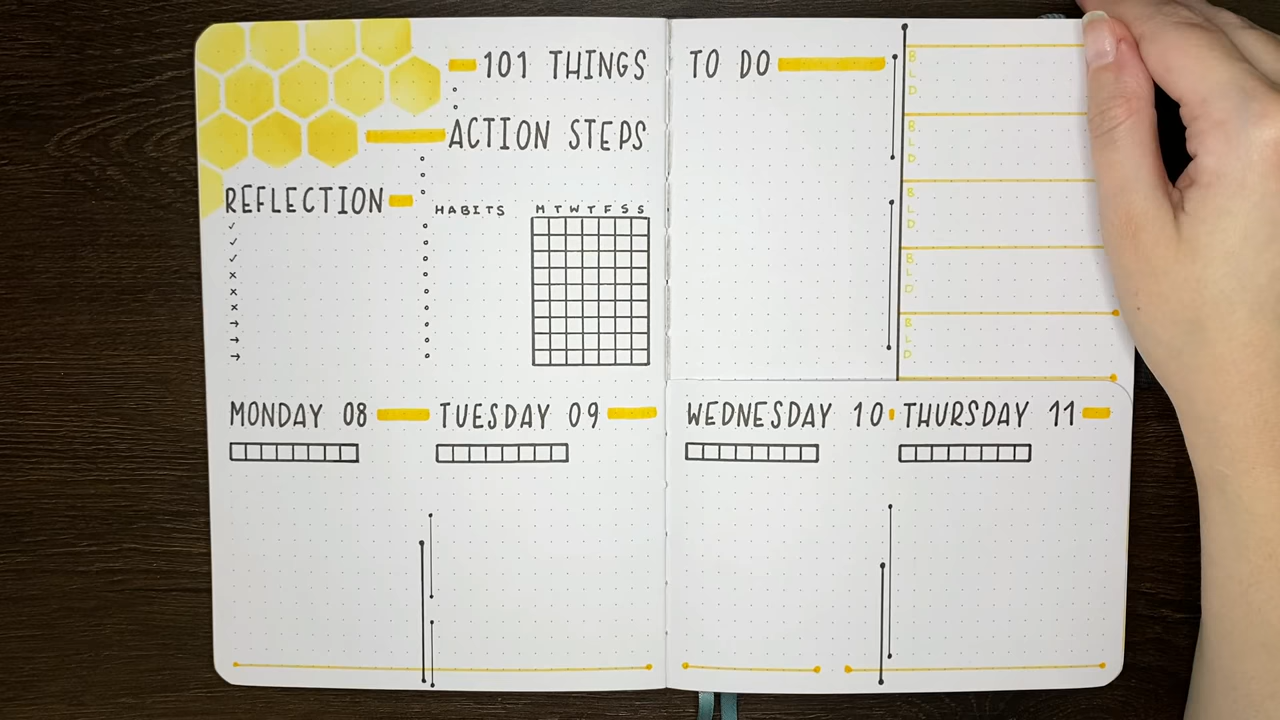 101 THINGS
ACTION STEPS
REFLECTION
HABITS
M T W T F S S
MONDAY 08
TUESDAY 09
TO DO
B
L
D
B
L
D
B
L
D
B
L
D
B
L
D
WEDNESDAY 10
THURSDAY 11